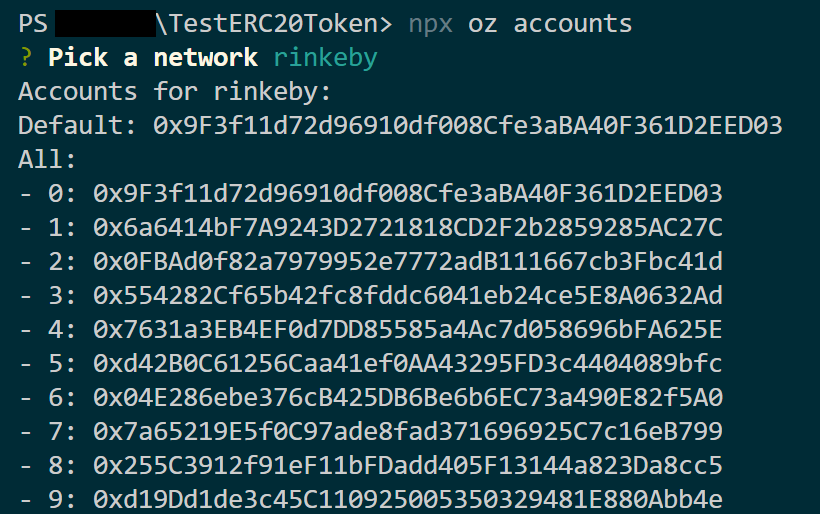 PS \TestERC20Token> npx oz accounts
? Pick a network rinkeby
Accounts for rinkeby:
Default: 0x9F3f11d72d96910df008Cfe3aBA40F361D2EED03
All:
- 0: 0x9F3f11d72d96910df008Cfe3aBA40F361D2EED03
- 1: 0x6a6414bF7A9243D2721818CD2F2b2859285AC27C
- 2: 0x0FBAd0f82a7979952e7772adB111667cb3Fbc41d
- 3: 0x554282Cf65b42fc8fddc6041eb24ce5E8A0632Ad
- 4: 0x7631a3EB4EF0d7DD85585a4Ac7d058696bFA625E
- 5: 0xd42B0C61256Caa41ef0AA43295FD3c4404089bfc
- 6: 0x04E286ebe376cB425DB6Be6b6EC73a490E82f5A0
- 7: 0x7a65219E5f0C97ade8fad371696925C7c16eB799
- 8: 0x255C3912f91eF11bFDadd405F13144a823Da8cc5
- 9: 0xd19Dd1de3c45C110925005350329481E880Abb4e